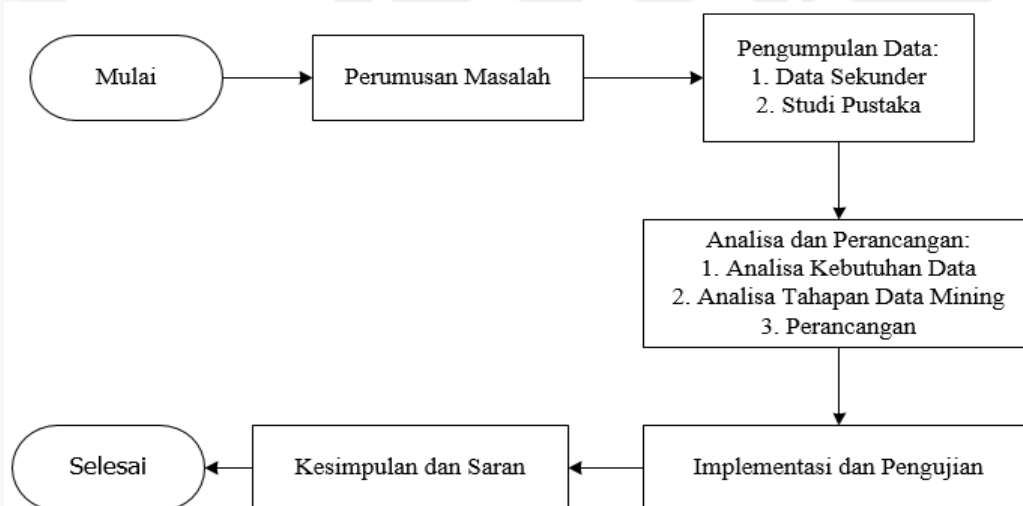 Mulai
Perumusan Masalah
Pengumpulan Data:
1. Data Sekunder
2. Studi Pustaka
Analisa dan Perancangan:
1. Analisa Kebutuhan Data
2. Analisa Tahapan Data Mining
3. Perancangan
Implementasi dan Pengujian
Kesimpulan dan Saran
Selesai